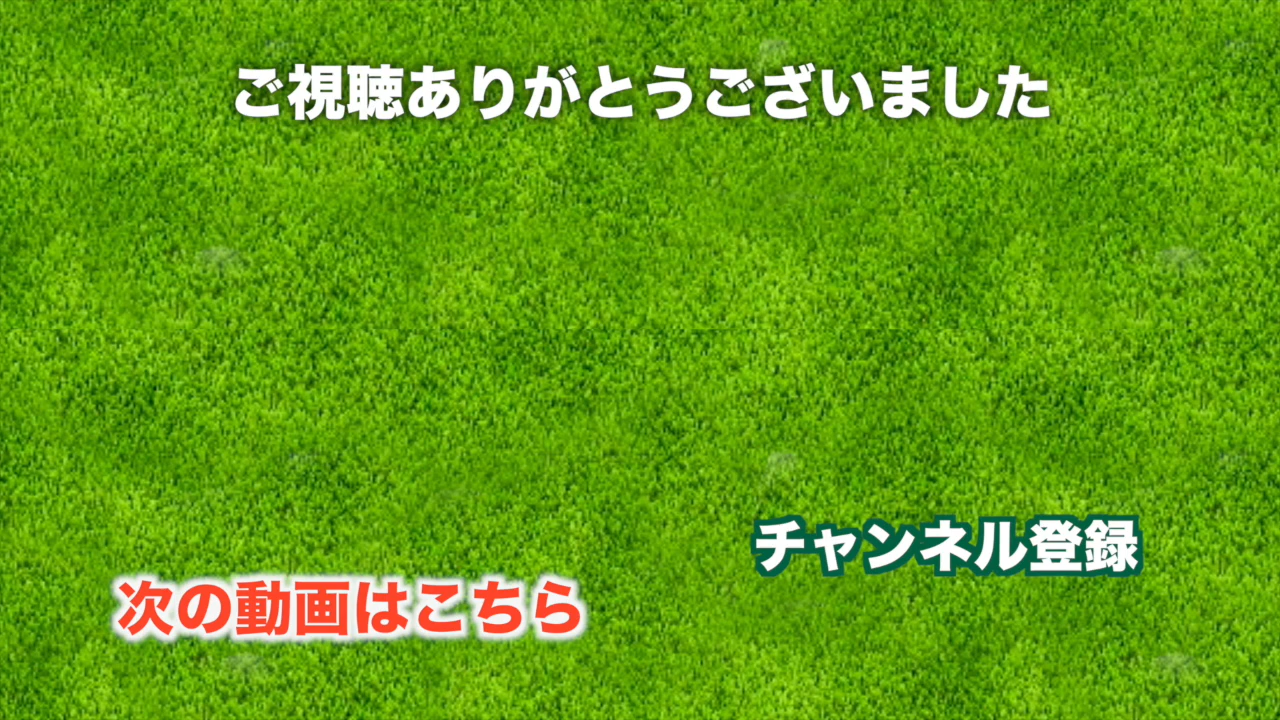 ご視聴ありがとうございました
チャンネル登録
次の動画はこちら